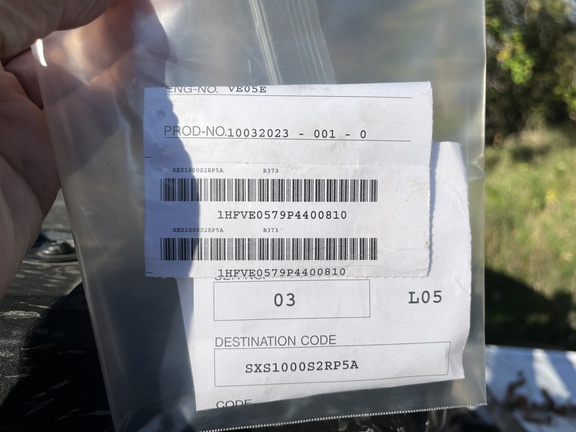 ENG-NO. VE05E
PROD-NO.10032023 - 001 - 0
SXS1000S2RP5A R373
1HFVE0579P4400810
SXS1000S2RP5A R373
1HFVE0579P4400810
03 L05
DESTINATION CODE
SXS1000S2RP5A
CODE